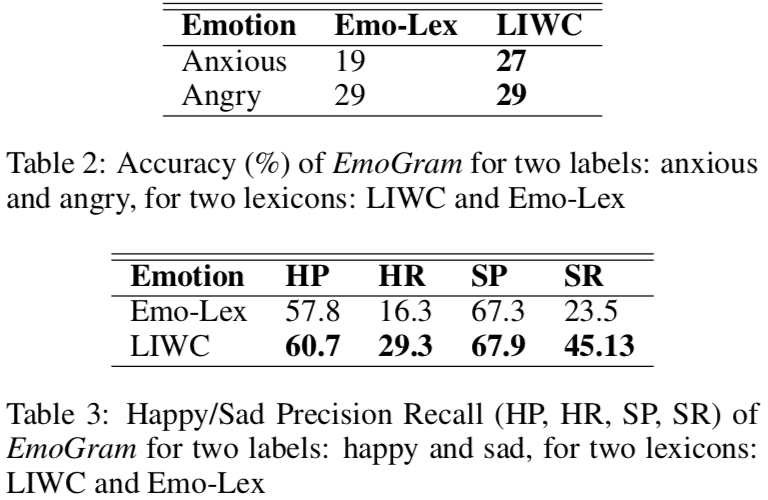 Emotion Emo-Lex LIWC
Anxious 19 27
Angry 29 29
Table 2: Accuracy (%) of EmoGram for two labels: anxious
and angry, for two lexicons: LIWC and Emo-Lex
Emotion HP HR SP SR
Emo-Lex 57.8 16.3 67.3 23.5
LIWC 60.7 29.3 67.9 45.13
Table 3: Happy/Sad Precision Recall (HP, HR, SP, SR) of
EmoGram for two labels: happy and sad, for two lexicons:
LIWC and Emo-Lex